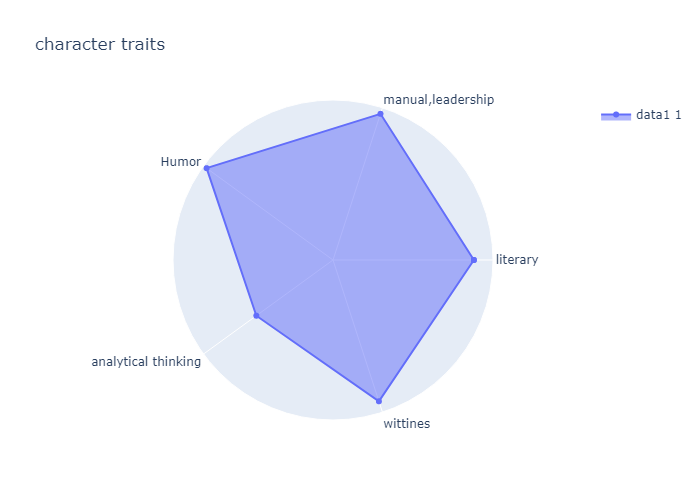 character traits
manual,leadership
data1 1
Humor
literary
analytical thinking
wittines